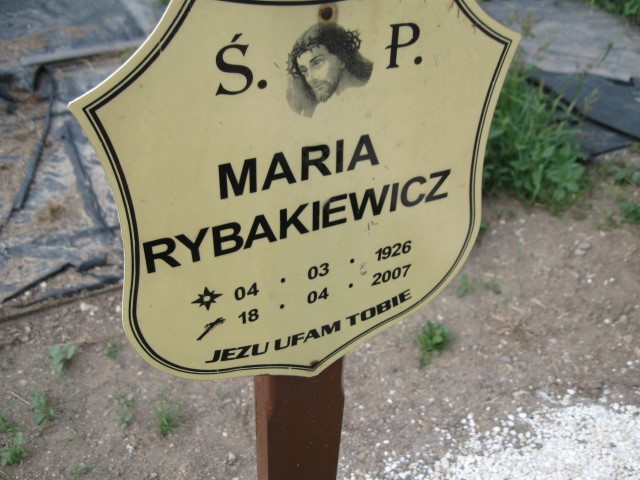 Ś. P.
MARIA
RYBAKIEWICZ
04 . 03 . 1926
18 . 04 . 2007
JEZU UFAM TOBIE